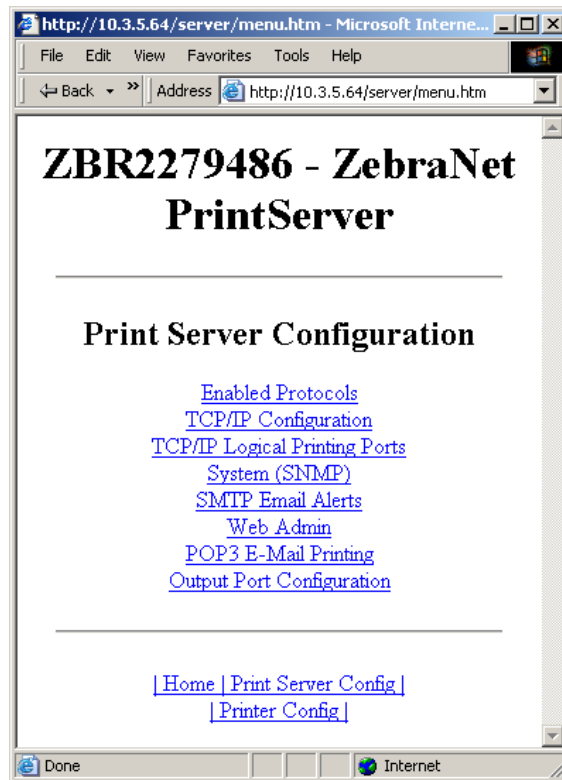 http://10.3.5.64/server/menu.htm - Microsoft Interne...
File Edit View Favorites Tools Help
Back » Address http://10.3.5.64/server/menu.htm
ZBR2279486 - ZebraNet
PrintServer
Print Server Configuration
Enabled Protocols
TCP/IP Configuration
TCP/IP Logical Printing Ports
System (SNMP)
SMTP Email Alerts
Web Admin
POP3 E-Mail Printing
Output Port Configuration
| Home | Print Server Config |
| Printer Config |
Done Internet